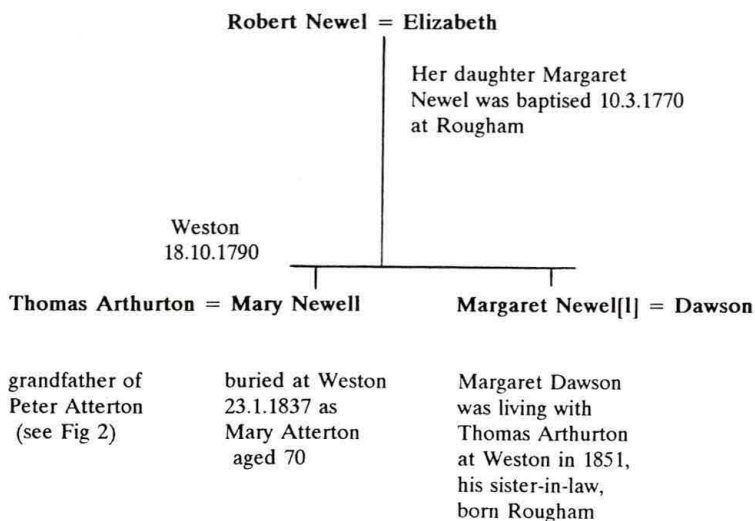 Robert Newel = Elizabeth
Her daughter Margaret
Newel was baptised 10.3.1770
at Rougham
Weston
18.10.1790
Thomas Arthurton = Mary Newell
Margaret Newel[l] = Dawson
grandfather of
Peter Atterton
(see Fig 2)
buried at Weston
23.1.1837 as
Mary Atterton
aged 70
Margaret Dawson
was living with
Thomas Arthurton
at Weston in 1851,
his sister-in-law,
born Rougham